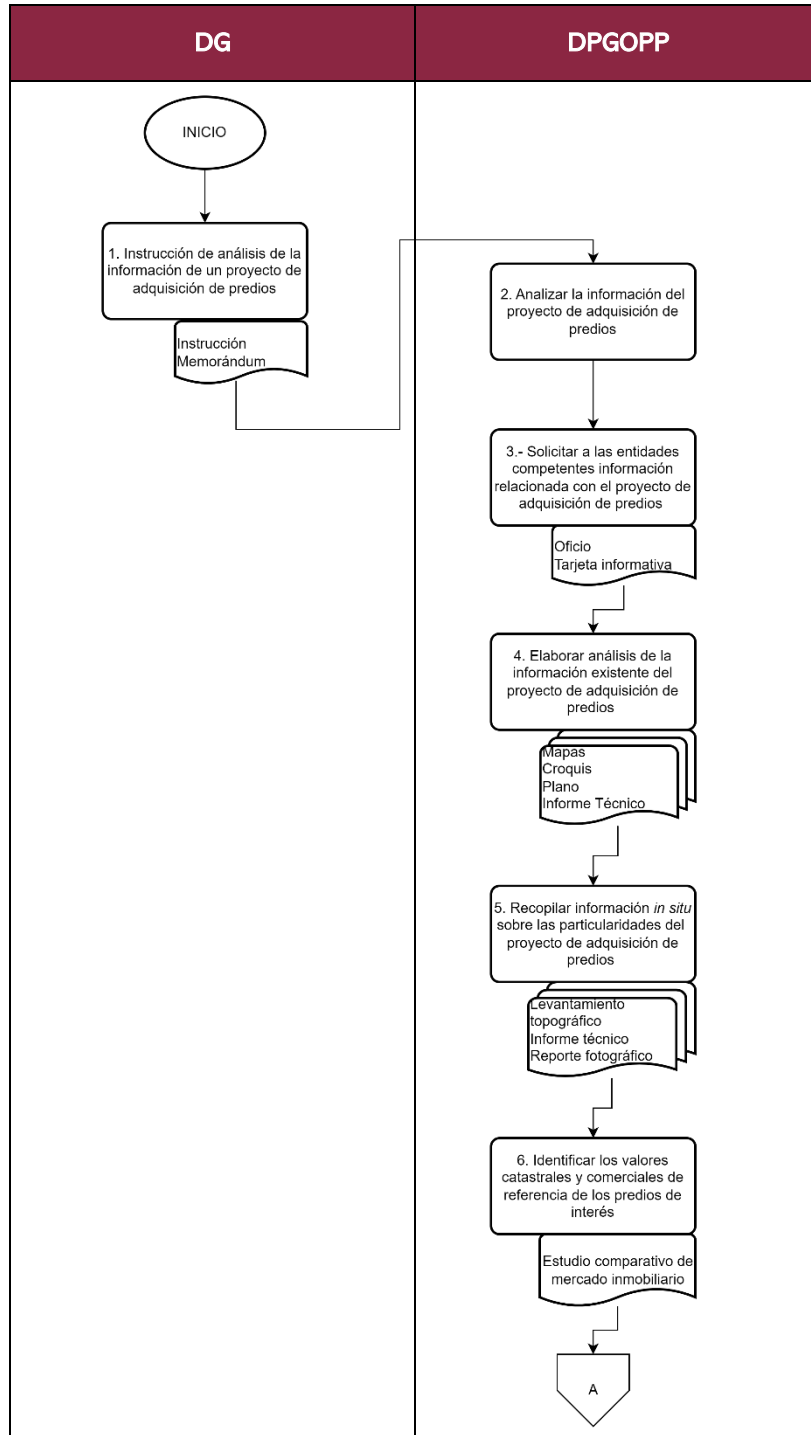 DG
DPGOPP
INICIO
1. Instrucción de análisis de la
información de un proyecto de
adquisición de predios
Instrucción
Memorándum
2. Analizar la información del
proyecto de adquisición de
predios
3.- Solicitar a las entidades
competentes información
relacionada con el proyecto de
adquisición de predios
Oficio
Tarjeta informativa
4. Elaborar análisis de la
información existente del
proyecto de adquisición de
predios
Mapas
Croquis
Plano
Informe Técnico
5. Recopilar información in situ
sobre las particularidades del
proyecto de adquisición de
predios
Levantamiento
topográfico
Informe técnico
Reporte fotográfico
6. Identificar los valores
catastrales y comerciales de
referencia de los predios de
interés
Estudio comparativo de
mercado inmobiliario
A